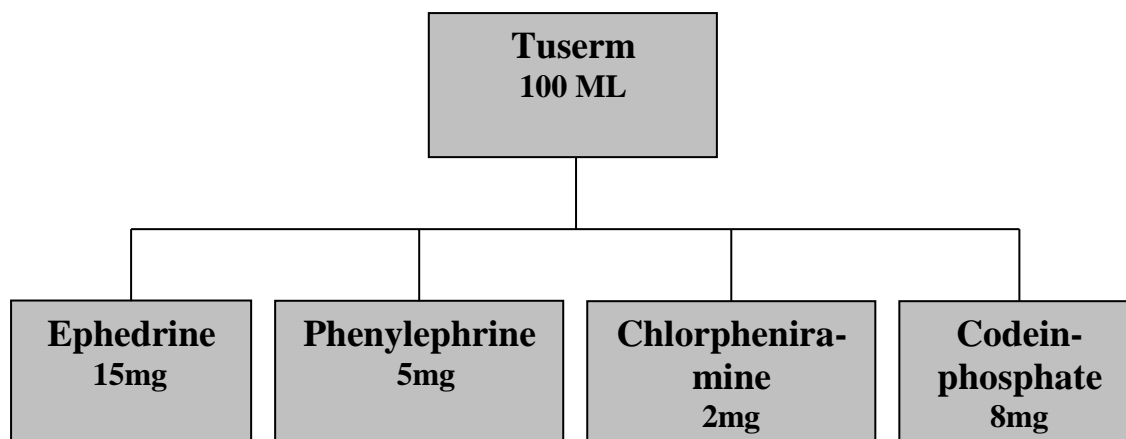 Tuserm
100 ML
Ephedrine
15mg
Phenylephrine
5mg
Chlorphenira-
mine
2mg
Codein-
phosphate
8mg